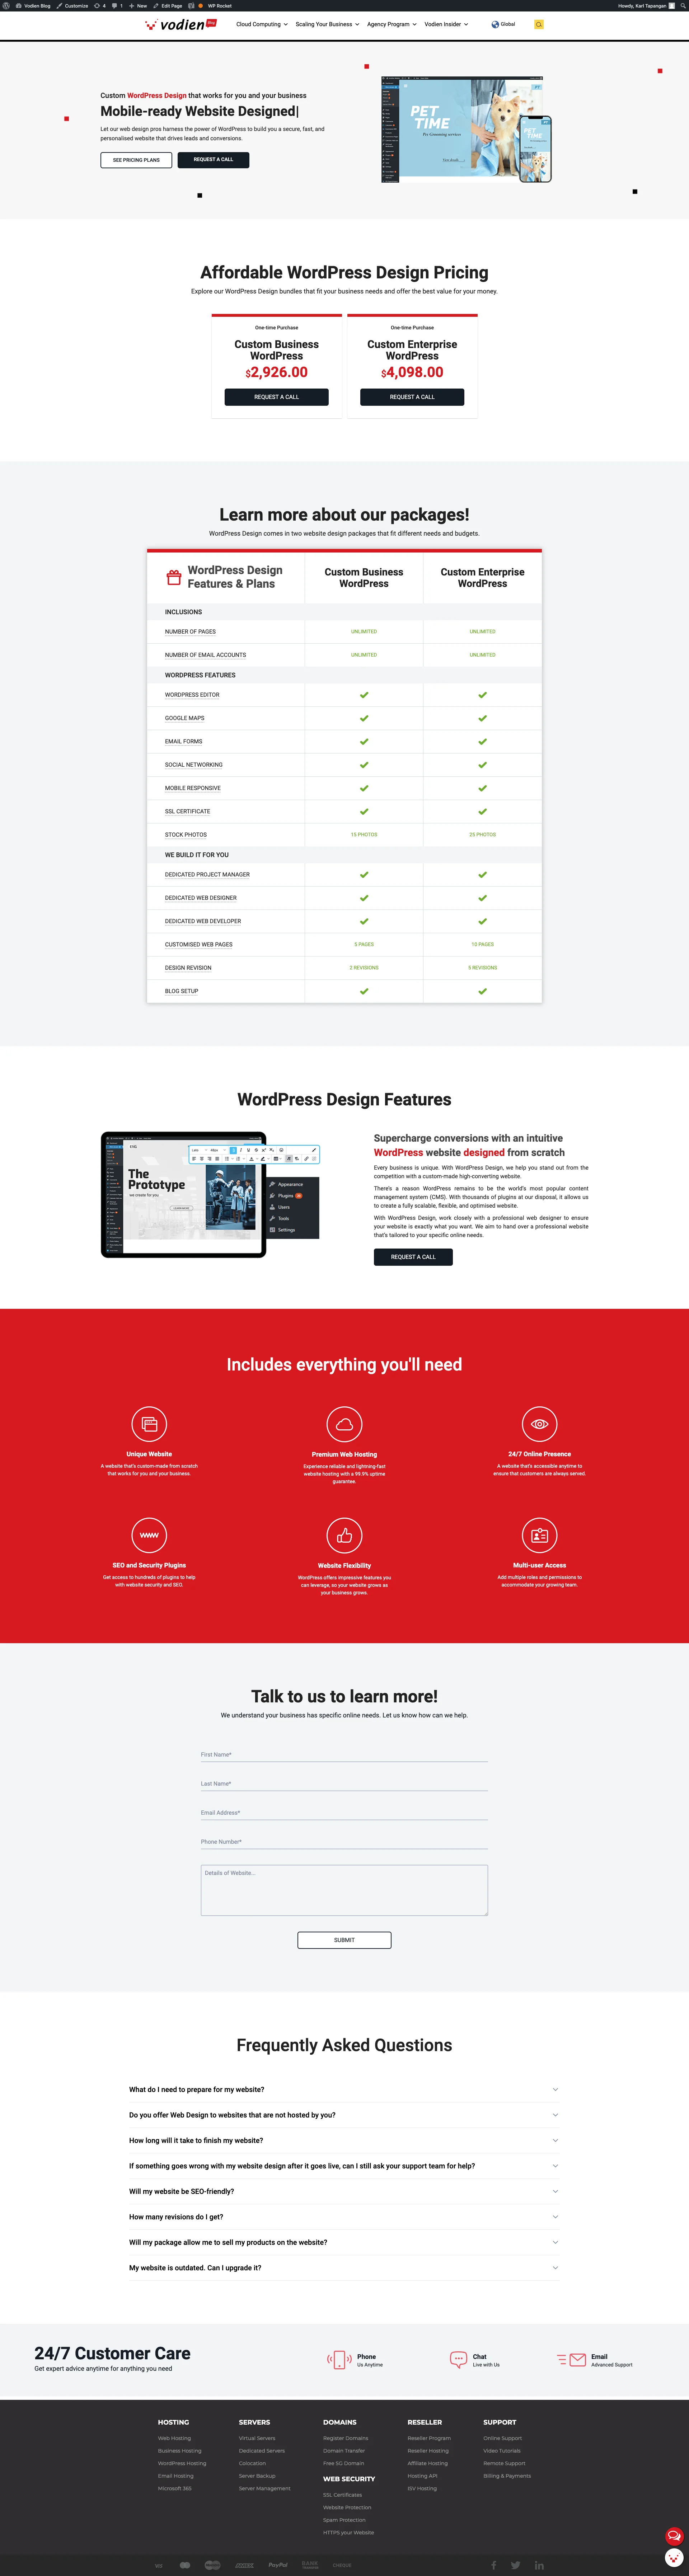 Vodien Blog Customize 4 1 New Edit Page WP Rocket Howdy, Karl Tapangan
vodien Blog Cloud Computing Scaling Your Business Agency Program Vodien Insider Global
Custom WordPress Design that works for you and your business
Mobile-ready Website Designed|
Let our web design pros harness the power of WordPress to build you a secure, fast, and
personalised website that drives leads and conversions.
SEE PRICING PLANS REQUEST A CALL
PET TIME
Pet Grooming services
PET TIME
Affordable WordPress Design Pricing
Explore our WordPress Design bundles that fit your business needs and offer the best value for your money.
One-time Purchase
Custom Business
WordPress
$2,926.00
REQUEST A CALL
One-time Purchase
Custom Enterprise
WordPress
$4,098.00
REQUEST A CALL
Learn more about our packages!
WordPress Design comes in two website design packages that fit different needs and budgets.
WordPress Design
Features & Plans
Custom Business
WordPress
Custom Enterprise
WordPress
INCLUSIONS
NUMBER OF PAGES UNLIMITED UNLIMITED
NUMBER OF EMAIL ACCOUNTS UNLIMITED UNLIMITED
WORDPRESS FEATURES
WORDPRESS EDITOR
GOOGLE MAPS
EMAIL FORMS
SOCIAL NETWORKING
MOBILE RESPONSIVE
SSL CERTIFICATE
STOCK PHOTOS 15 PHOTOS 25 PHOTOS
WE BUILD IT FOR YOU
DEDICATED PROJECT MANAGER
DEDICATED WEB DESIGNER
DEDICATED WEB DEVELOPER
CUSTOMISED WEB PAGES 5 PAGES 10 PAGES
DESIGN REVISION 2 REVISIONS 5 REVISIONS
BLOG SETUP
WordPress Design Features
The
Prototype
we create for you
Appearance
Plugins
Users
Tools
Settings
Supercharge conversions with an intuitive
WordPress website designed from scratch
Every business is unique. With WordPress Design, we help you stand out from the
competition with a custom-made high-converting website.
There's a reason WordPress remains to be the world's most popular content
management system (CMS). With thousands of plugins at our disposal, it allows us
to create a fully scalable, flexible, and optimised website.
With WordPress Design, work closely with a professional web designer to ensure
your website is exactly what you want. We aim to hand over a professional website
that's tailored to your specific online needs.
REQUEST A CALL
Includes everything you'll need
Unique Website
A website that's custom-made from scratch
that works for you and your business.
Premium Web Hosting
Experience reliable and lightning-fast
website hosting with a 99.9% uptime
guarantee.
24/7 Online Presence
A website that's accessible anytime to
ensure that customers are always served.
WWW
SEO and Security Plugins
Get access to hundreds of plugins to help
with website security and SEO.
Website Flexibility
WordPress offers impressive features you
can leverage, so your website grows as
your business grows.
Multi-user Access
Add multiple roles and permissions to
accommodate your growing team.
Talk to us to learn more!
We understand your business has specific online needs. Let us know how can we help.
First Name*
Last Name*
Email Address*
Phone Number*
Details of Website...
SUBMIT
Frequently Asked Questions
What do I need to prepare for my website?
Do you offer Web Design to websites that are not hosted by you?
How long will it take to finish my website?
If something goes wrong with my website design after it goes live, can I still ask your support team for help?
Will my website be SEO-friendly?
How many revisions do I get?
Will my package allow me to sell my products on the website?
My website is outdated. Can I upgrade it?
24/7 Customer Care
Get expert advice anytime for anything you need
Phone
Us Anytime
Chat
Live with Us
Email
Advanced Support
HOSTING
Web Hosting
Business Hosting
WordPress Hosting
Email Hosting
Microsoft 365
SERVERS
Virtual Servers
Dedicated Servers
Colocation
Server Backup
Server Management
DOMAINS
Register Domains
Domain Transfer
Free SG Domain
WEB SECURITY
SSL Certificates
Website Protection
Spam Protection
HTTPS your Website
RESELLER
Reseller Program
Reseller Hosting
Affiliate Hosting
Hosting API
ISV Hosting
SUPPORT
Online Support
Video Tutorials
Remote Support
Billing & Payments
PayPal BANK TRANSFER CHEQUE